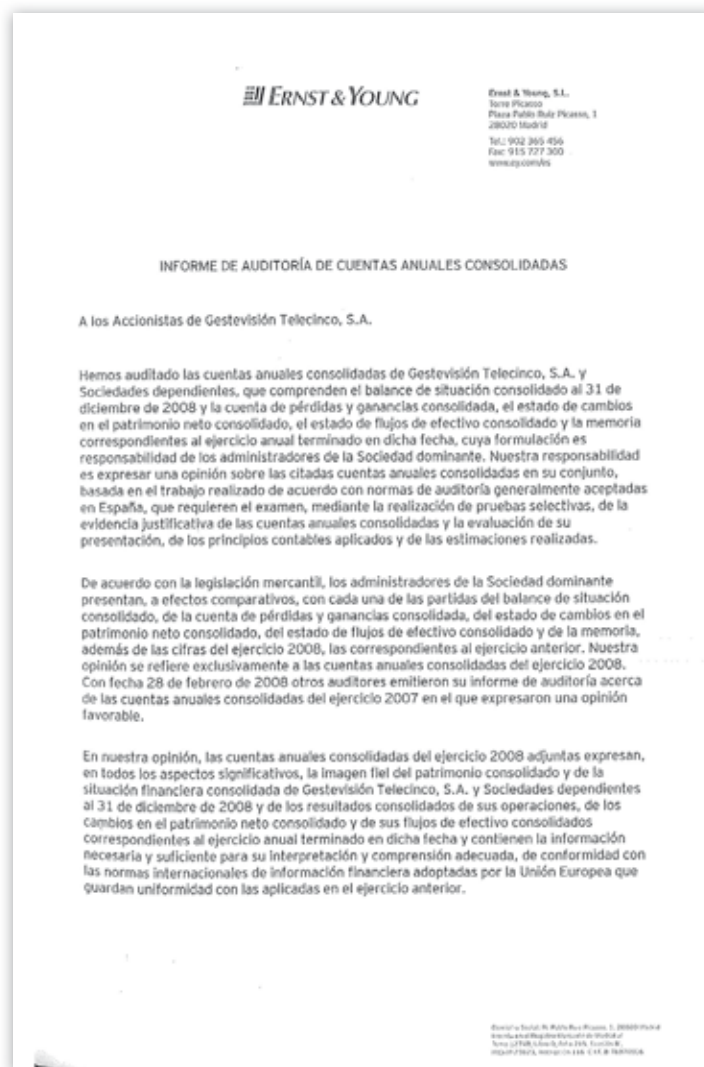 ERNST & YOUNG
Ernst & Young, S.L.
Torre Picasso
Plaza Pablo Ruiz Picasso, 1
28020 Madrid
Tel.: 902 365 456
Fax: 915 727 300
www.ey.com/es
INFORME DE AUDITORÍA DE CUENTAS ANUALES CONSOLIDADAS
A los Accionistas de Gestevisión Telecinco, S.A.
Hemos auditado las cuentas anuales consolidadas de Gestevisión Telecinco, S.A. y
Sociedades dependientes, que comprenden el balance de situación consolidado al 31 de
diciembre de 2008 y la cuenta de pérdidas y ganancias consolidada, el estado de cambios
en el patrimonio neto consolidado, el estado de flujos de efectivo consolidado y la memoria
correspondientes al ejercicio anual terminado en dicha fecha, cuya formulación es
responsabilidad de los administradores de la Sociedad dominante. Nuestra responsabilidad
es expresar una opinión sobre las citadas cuentas anuales consolidadas en su conjunto,
basada en el trabajo realizado de acuerdo con normas de auditoría generalmente aceptadas
en España, que requieren el examen, mediante la realización de pruebas selectivas, de la
evidencia justificativa de las cuentas anuales consolidadas y la evaluación de su
presentación, de los principios contables aplicados y de las estimaciones realizadas.
De acuerdo con la legislación mercantil, los administradores de la Sociedad dominante
presentan, a efectos comparativos, con cada una de las partidas del balance de situación
consolidado, de la cuenta de pérdidas y ganancias consolidada, del estado de cambios en el
patrimonio neto consolidado, del estado de flujos de efectivo consolidado y de la memoria,
además de las cifras del ejercicio 2008, las correspondientes al ejercicio anterior. Nuestra
opinión se refiere exclusivamente a las cuentas anuales consolidadas del ejercicio 2008.
Con fecha 28 de febrero de 2008 otros auditores emitieron su informe de auditoría acerca
de las cuentas anuales consolidadas del ejercicio 2007 en el que expresaron una opinión
favorable.
En nuestra opinión, las cuentas anuales consolidadas del ejercicio 2008 adjuntas expresan,
en todos los aspectos significativos, la imagen fiel del patrimonio consolidado y de la
situación financiera consolidada de Gestevisión Telecinco, S.A. y Sociedades dependientes
al 31 de diciembre de 2008 y de los resultados consolidados de sus operaciones, de los
cambios en el patrimonio neto consolidado y de sus flujos de efectivo consolidados
correspondientes al ejercicio anual terminado en dicha fecha y contienen la información
necesaria y suficiente para su interpretación y comprensión adecuada, de conformidad con
las normas internacionales de información financiera adoptadas por la Unión Europea que
guardan uniformidad con las aplicadas en el ejercicio anterior.